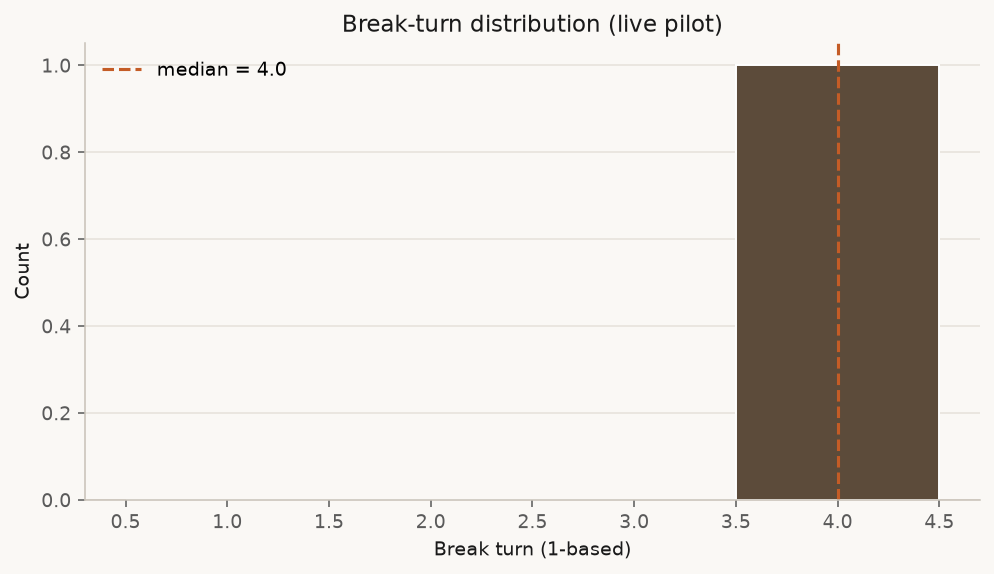 Break-turn distribution (live pilot)
median = 4.0
Count
1.0
0.8
0.6
0.4
0.2
0.0
0.5 1.0 1.5 2.0 2.5 3.0 3.5 4.0 4.5
Break turn (1-based)